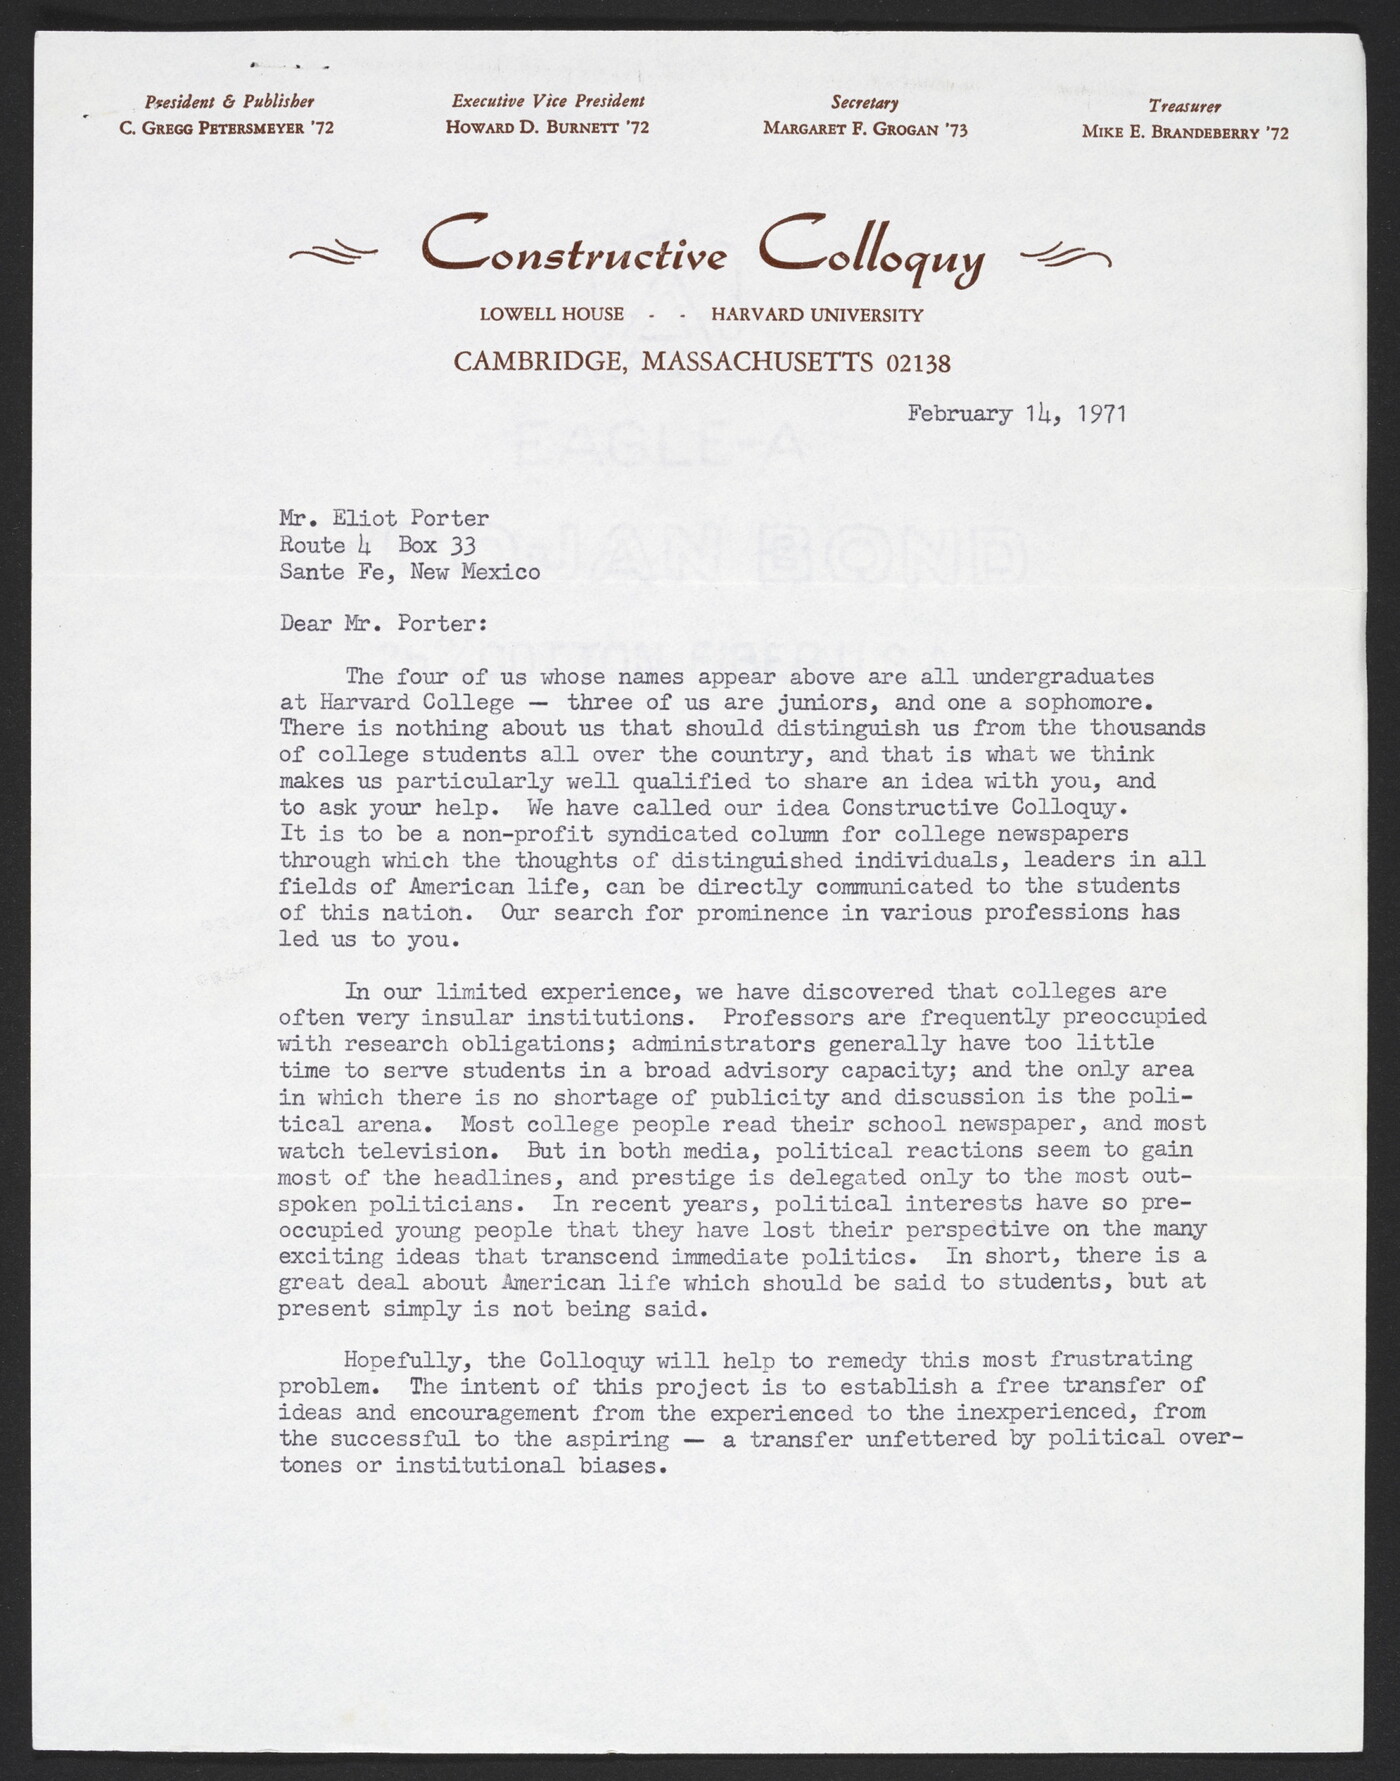 President & Publisher
C. GREGG PETERSMEYER '72
Executive Vice President
HOWARD D. BURNETT '72
Secretary
MARGARET F. GROGAN '73
Treasurer
MIKE E. BRANDEBERRY '72
Constructive Colloquy
LOWELL HOUSE - - HARVARD UNIVERSITY
CAMBRIDGE, MASSACHUSETTS 02138
February 14, 1971
EAGLE-A
TROJAN BOND
25% COTTON FIBER U.S.A.
Mr. Eliot Porter
Route 4 Box 33
Sante Fe, New Mexico
Dear Mr. Porter:
The four of us whose names appear above are all undergraduates
at Harvard College — three of us are juniors, and one a sophomore.
There is nothing about us that should distinguish us from the thousands
of college students all over the country, and that is what we think
makes us particularly well qualified to share an idea with you, and
to ask your help. We have called our idea Constructive Colloquy.
It is to be a non-profit syndicated column for college newspapers
through which the thoughts of distinguished individuals, leaders in all
fields of American life, can be directly communicated to the students
of this nation. Our search for prominence in various professions has
led us to you.
In our limited experience, we have discovered that colleges are
often very insular institutions. Professors are frequently preoccupied
with research obligations; administrators generally have too little
time to serve students in a broad advisory capacity; and the only area
in which there is no shortage of publicity and discussion is the poli-
tical arena. Most college people read their school newspaper, and most
watch television. But in both media, political reactions seem to gain
most of the headlines, and prestige is delegated only to the most out-
spoken politicians. In recent years, political interests have so pre-
occupied young people that they have lost their perspective on the many
exciting ideas that transcend immediate politics. In short, there is a
great deal about American life which should be said to students, but at
present simply is not being said.
Hopefully, the Colloquy will help to remedy this most frustrating
problem. The intent of this project is to establish a free transfer of
ideas and encouragement from the experienced to the inexperienced, from
the successful to the aspiring — a transfer unfettered by political over-
tones or institutional biases.